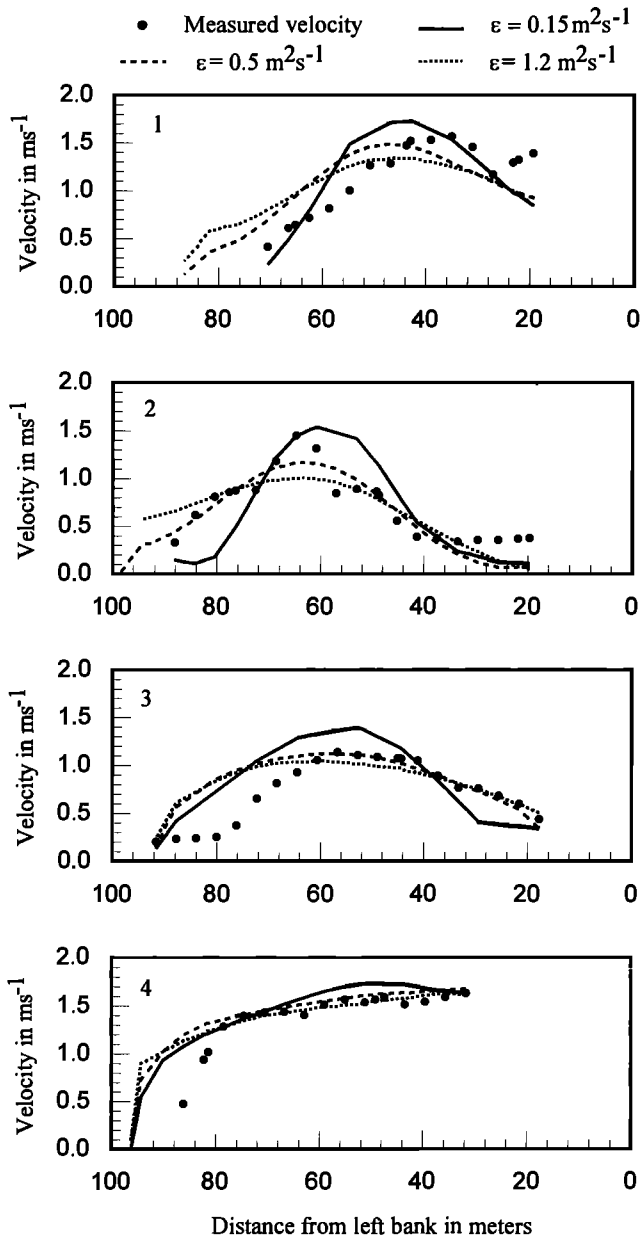 Measured velocity
ε = 0.15 m²s⁻¹
ε = 0.5 m²s⁻¹
ε = 1.2 m²s⁻¹
Velocity in ms⁻¹
2.0
1.5
1.0
0.5
0.0
1
100 80 60 40 20 0
Velocity in ms⁻¹
2.0
1.5
1.0
0.5
0.0
2
100 80 60 40 20 0
Velocity in ms⁻¹
2.0
1.5
1.0
0.5
0.0
3
100 80 60 40 20 0
Velocity in ms⁻¹
2.0
1.5
1.0
0.5
0.0
4
100 80 60 40 20 0
Distance from left bank in meters